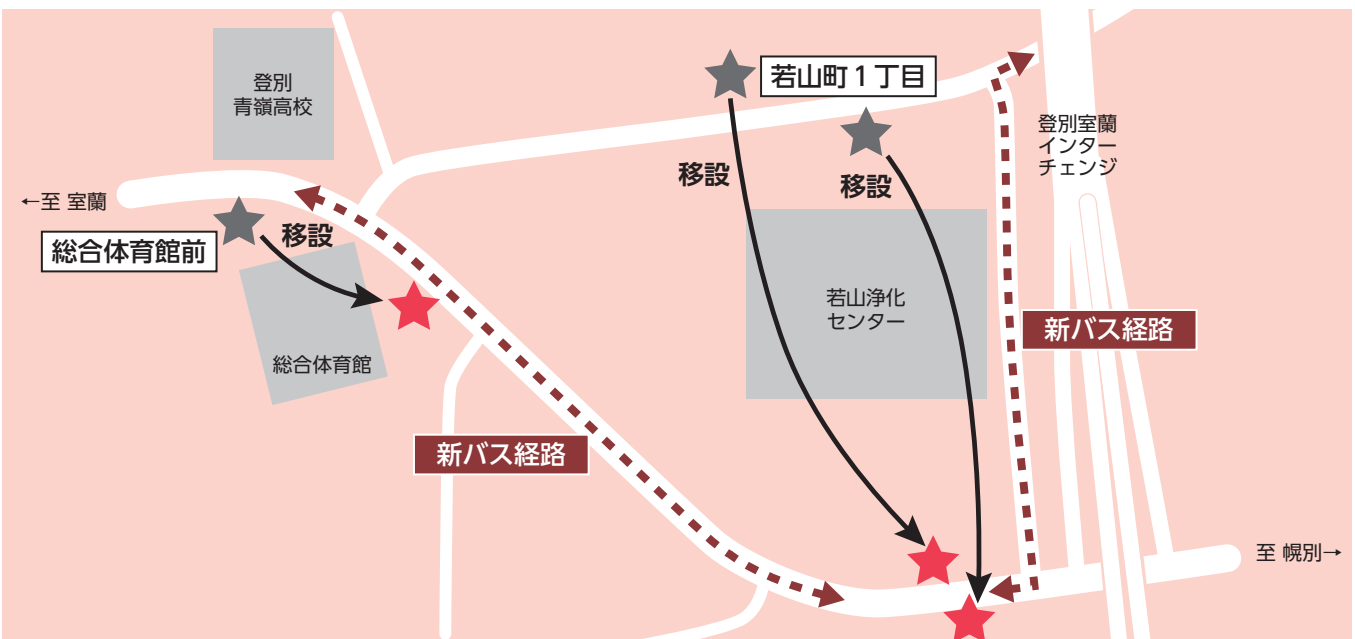 登別
青嶺高校
若山町1丁目
登別室蘭
インター
チェンジ
移設
移設
←至 室蘭
総合体育館前
移設
若山浄化
センター
新バス経路
総合体育館
新バス経路
至 幌別→